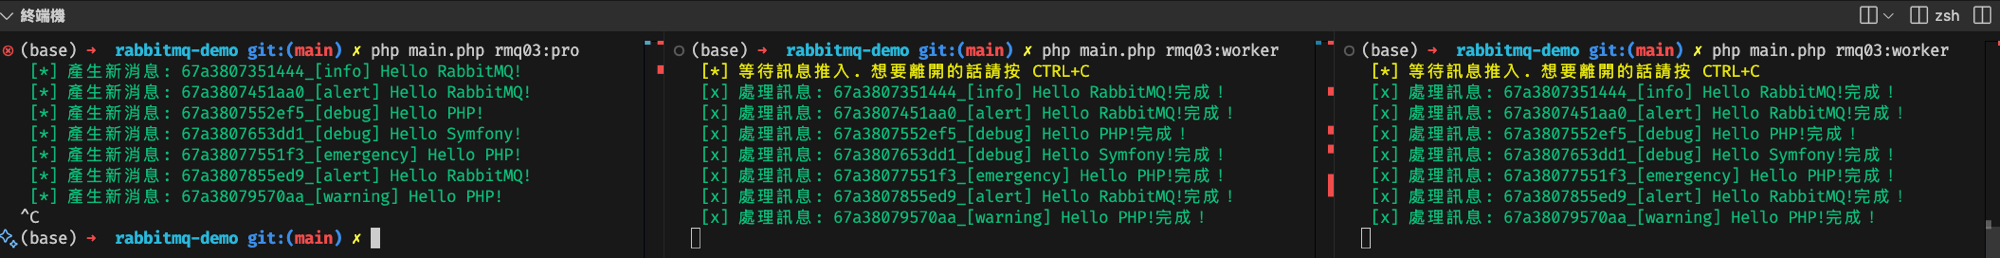 終端機
zsh
(base) → rabbitmq-demo git:(main) ✗ php main.php rmq03:pro
[*] 產生新消息: 67a3807351444_[info] Hello RabbitMQ!
[*] 產生新消息: 67a3807451aa0_[alert] Hello RabbitMQ!
[*] 產生新消息: 67a3807552ef5_[debug] Hello PHP!
[*] 產生新消息: 67a3807653dd1_[debug] Hello Symfony!
[*] 產生新消息: 67a38077551f3_[emergency] Hello PHP!
[*] 產生新消息: 67a3807855ed9_[alert] Hello RabbitMQ!
[*] 產生新消息: 67a38079570aa_[warning] Hello PHP!
^C
(base) → rabbitmq-demo git:(main) ✗
(base) → rabbitmq-demo git:(main) ✗ php main.php rmq03:worker
[*] 等待訊息推入. 想要離開的話請按 CTRL+C
[x] 處理訊息: 67a3807351444_[info] Hello RabbitMQ!完成！
[x] 處理訊息: 67a3807451aa0_[alert] Hello RabbitMQ!完成！
[x] 處理訊息: 67a3807552ef5_[debug] Hello PHP!完成！
[x] 處理訊息: 67a3807653dd1_[debug] Hello Symfony!完成！
[x] 處理訊息: 67a38077551f3_[emergency] Hello PHP!完成！
[x] 處理訊息: 67a3807855ed9_[alert] Hello RabbitMQ!完成！
[x] 處理訊息: 67a38079570aa_[warning] Hello PHP!完成！
(base) → rabbitmq-demo git:(main) ✗ php main.php rmq03:worker
[*] 等待訊息推入. 想要離開的話請按 CTRL+C
[x] 處理訊息: 67a3807351444_[info] Hello RabbitMQ!完成！
[x] 處理訊息: 67a3807451aa0_[alert] Hello RabbitMQ!完成！
[x] 處理訊息: 67a3807552ef5_[debug] Hello PHP!完成！
[x] 處理訊息: 67a3807653dd1_[debug] Hello Symfony!完成！
[x] 處理訊息: 67a38077551f3_[emergency] Hello PHP!完成！
[x] 處理訊息: 67a3807855ed9_[alert] Hello RabbitMQ!完成！
[x] 處理訊息: 67a38079570aa_[warning] Hello PHP!完成！